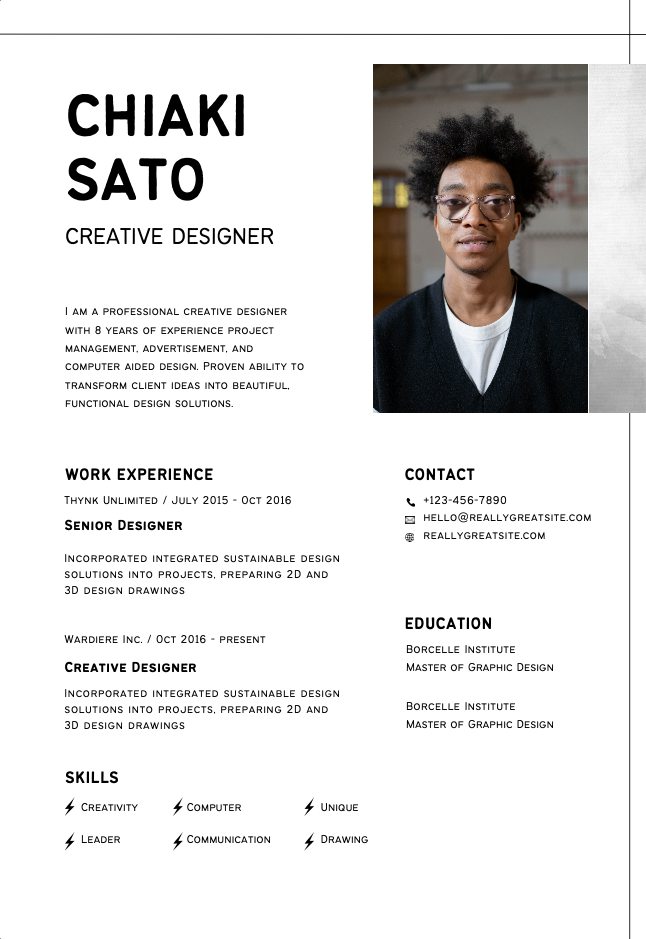 CHIAKI
SATO
CREATIVE DESIGNER
I am a professional creative designer
with 8 years of experience project
management, advertisement, and
computer aided design. Proven ability to
transform client ideas into beautiful,
functional design solutions.
WORK EXPERIENCE
Thynk Unlimited / July 2015 - Oct 2016
Senior Designer
Incorporated integrated sustainable design
solutions into projects, preparing 2D and
3D design drawings
Wardiere Inc. / Oct 2016 - present
Creative Designer
Incorporated integrated sustainable design
solutions into projects, preparing 2D and
3D design drawings
SKILLS
Creativity Computer Unique
Leader Communication Drawing
CONTACT
+123-456-7890
hello@reallygreatsite.com
reallygreatsite.com
EDUCATION
Borcelle Institute
Master of Graphic Design
Borcelle Institute
Master of Graphic Design